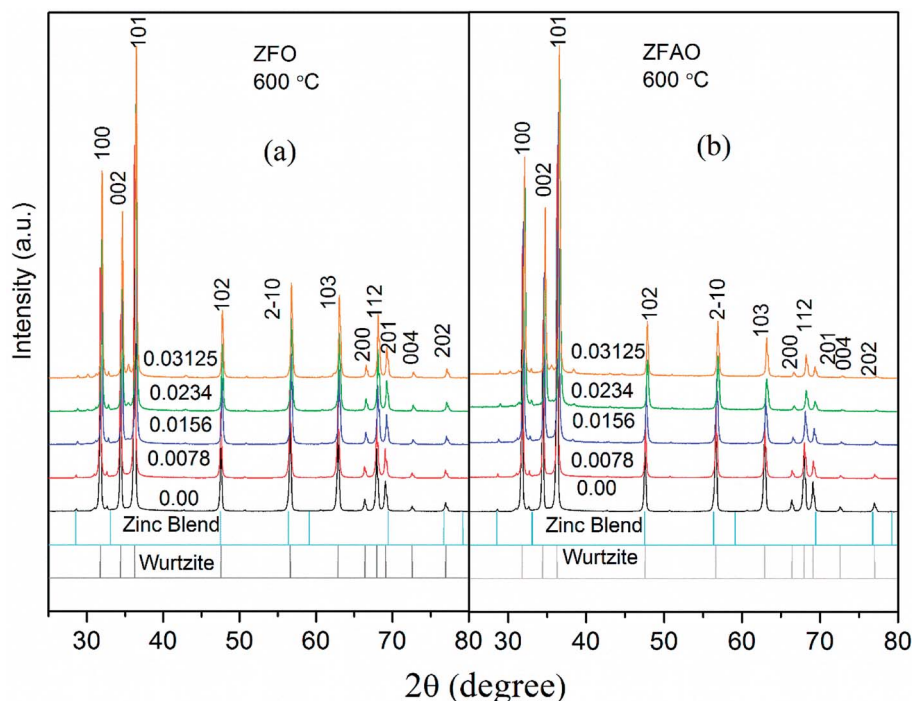 Intensity (a.u.)
ZFO
600 °C
(a)
100
002
101
102
2-10
103
200
112
201
004
202
0.03125
0.0234
0.0156
0.0078
0.00
Zinc Blend
Wurtzite
30 40 50 60 70 80
ZFAO
600 °C
(b)
100
002
101
102
2-10
103
200
112
201
004
202
0.03125
0.0234
0.0156
0.0078
0.00
Zinc Blend
Wurtzite
30 40 50 60 70 80
2θ (degree)